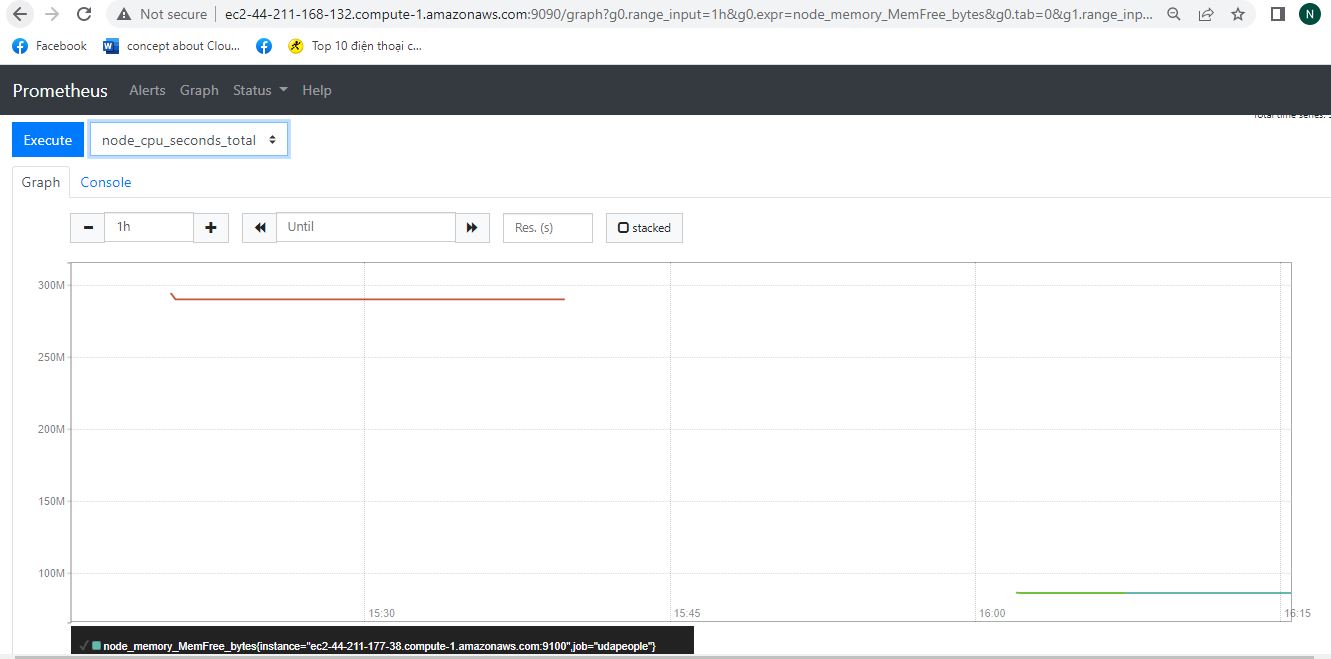 Not secure
ec2-44-211-168-132.compute-1.amazonaws.com:9090/graph?g0.range_input=1h&g0.expr=node_memory_MemFree_bytes&g0.tab=0&g1.range_inp...
N
Facebook
W
concept about Clou...
Top 10 điện thoại c...
Prometheus
Alerts
Graph
Status
Help
Total time series:
Execute
node_cpu_seconds_total
Graph
Console
1h
Until
Res. (s)
stacked
300M
250M
200M
150M
100M
15:30
15:45
16:00
16:15
node_memory_MemFree_bytes{instance="ec2-44-211-177-38.compute-1.amazonaws.com:9100",job="udapeople"}